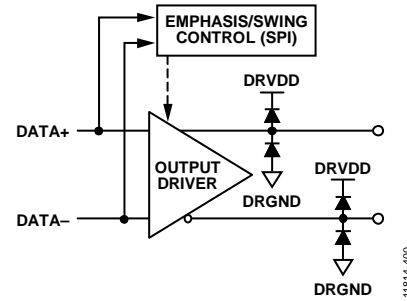 EMPHASIS/SWING
CONTROL (SPI)
DRVDD
DATA+
OUTPUT
DRIVER
DRVDD
DRGND
DATA–
DRGND
11814-400